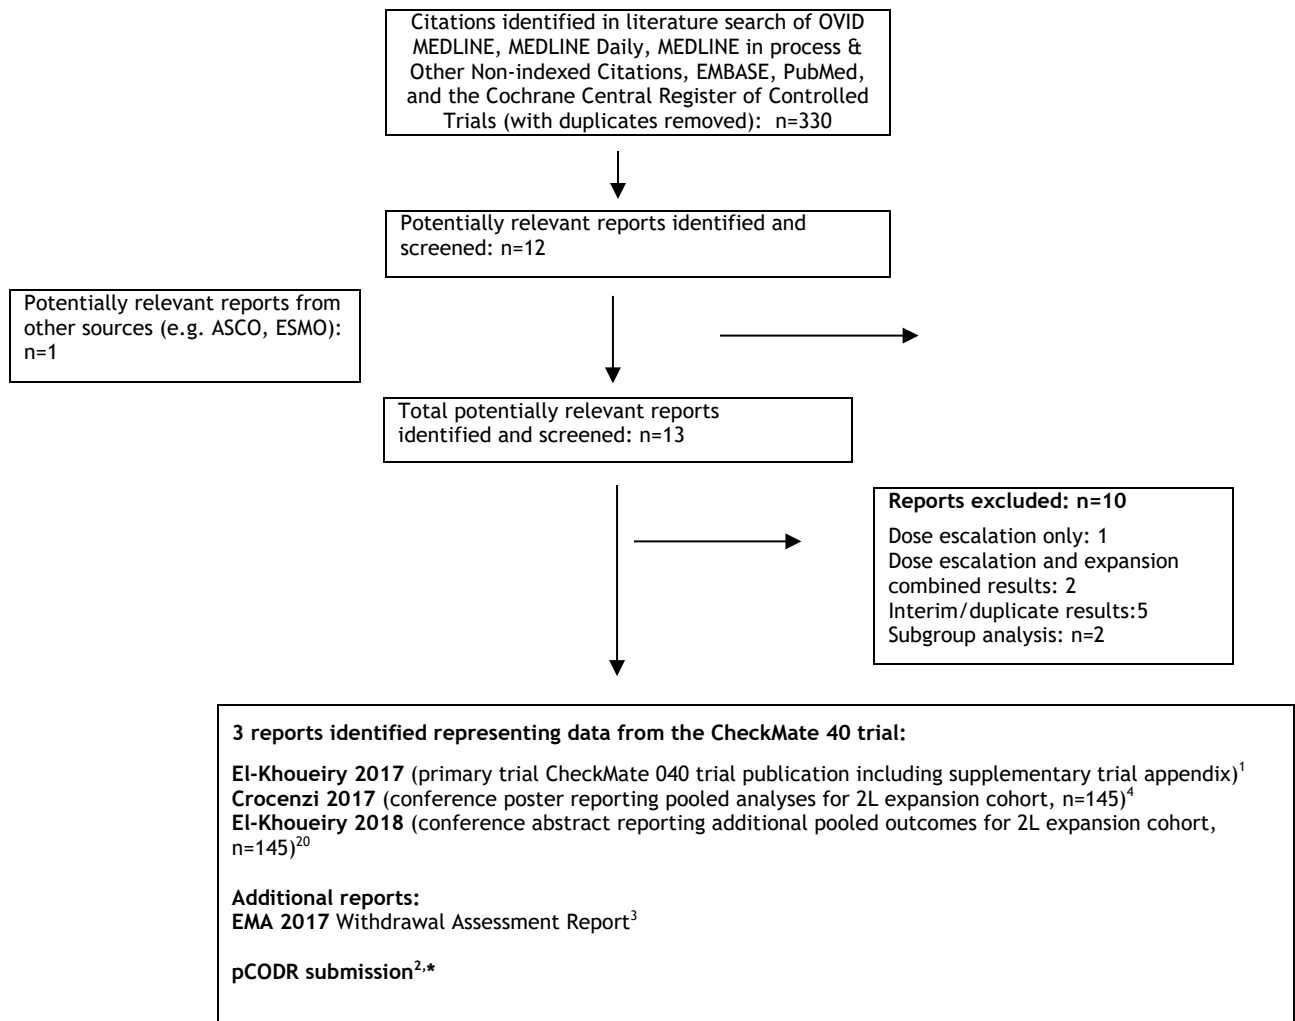 Citations identified in literature search of OVID
MEDLINE, MEDLINE Daily, MEDLINE in process &
Other Non-indexed Citations, EMBASE, PubMed,
and the Cochrane Central Register of Controlled
Trials (with duplicates removed):  n=330
Potentially relevant reports identified and
screened: n=12
Potentially relevant reports from
other sources (e.g. ASCO, ESMO):
n=1
Total potentially relevant reports
identified and screened: n=13
Reports excluded: n=10
Dose escalation only: 1
Dose escalation and expansion
combined results: 2
Interim/duplicate results:5
Subgroup analysis: n=2
3 reports identified representing data from the CheckMate 40 trial:
El-Khoueiry 2017 (primary trial CheckMate 040 trial publication including supplementary trial appendix)1
Crocenzi 2017 (conference poster reporting pooled analyses for 2L expansion cohort, n=145)4
El-Khoueiry 2018 (conference abstract reporting additional pooled outcomes for 2L expansion cohort,
n=145)20
Additional reports:
EMA 2017 Withdrawal Assessment Report3
pCODR submission2,*